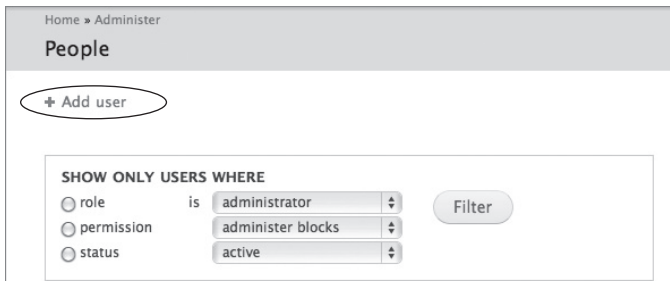 Home » Administer
People
+ Add user
SHOW ONLY USERS WHERE
role is administrator
permission administer blocks
status active
Filter